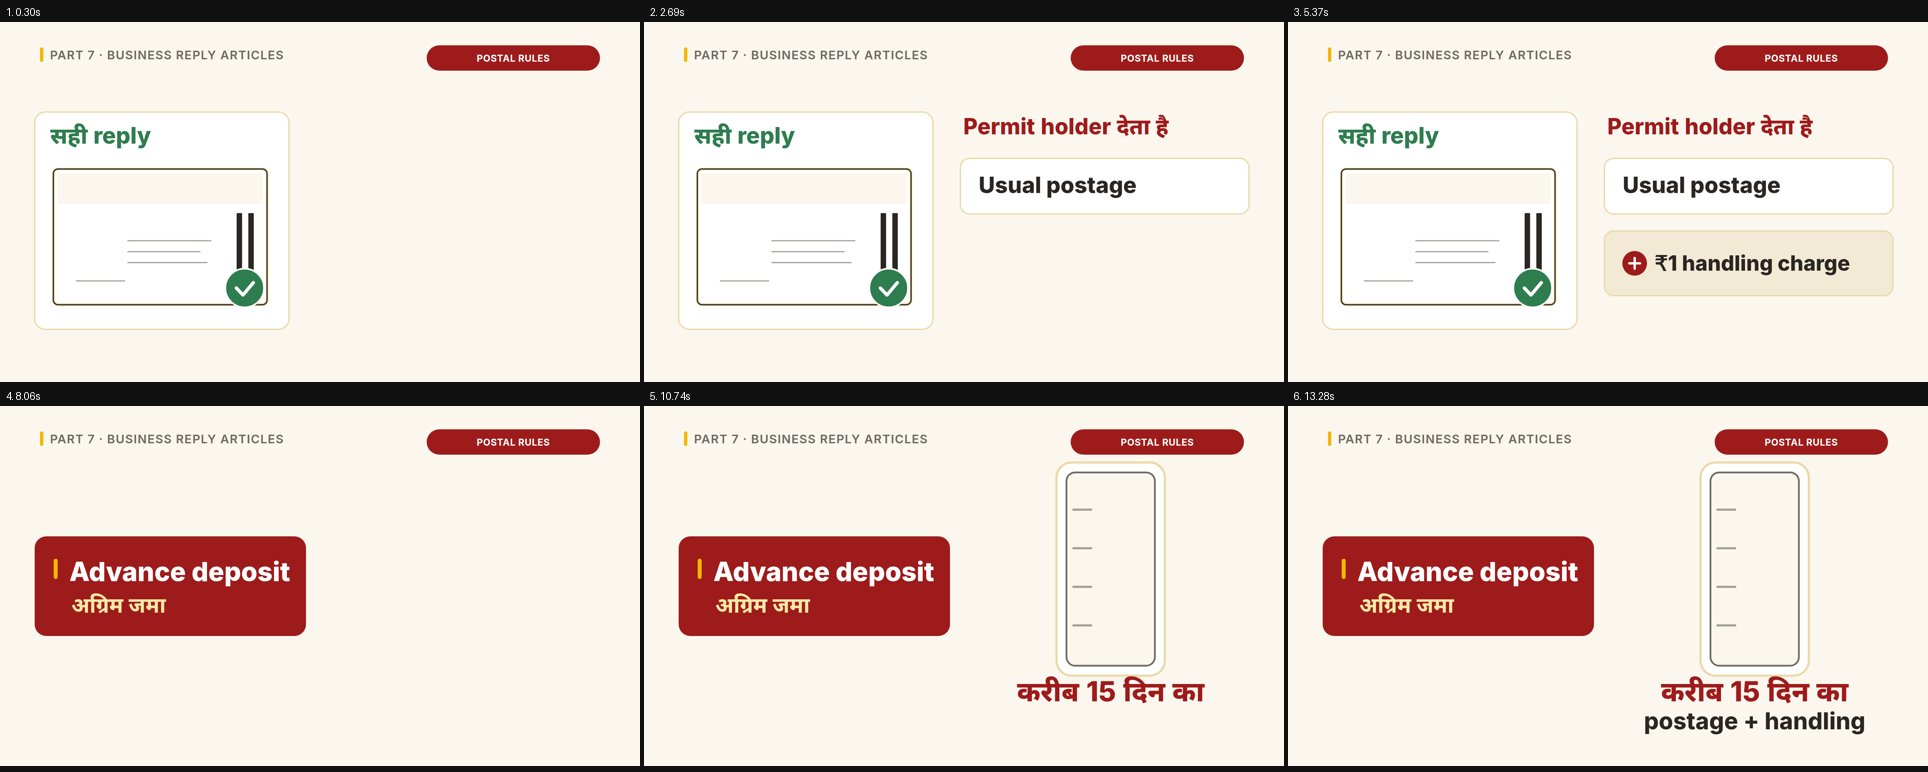 1. 0.30s
PART 7 · BUSINESS REPLY ARTICLES
POSTAL RULES
सही reply
2. 2.69s
PART 7 · BUSINESS REPLY ARTICLES
POSTAL RULES
सही reply
Permit holder देता है
Usual postage
3. 5.37s
PART 7 · BUSINESS REPLY ARTICLES
POSTAL RULES
सही reply
Permit holder देता है
Usual postage
+ ₹1 handling charge
4. 8.06s
PART 7 · BUSINESS REPLY ARTICLES
POSTAL RULES
Advance deposit
अग्रिम जमा
5. 10.74s
PART 7 · BUSINESS REPLY ARTICLES
POSTAL RULES
Advance deposit
अग्रिम जमा
करीब 15 दिन का
6. 13.28s
PART 7 · BUSINESS REPLY ARTICLES
POSTAL RULES
Advance deposit
अग्रिम जमा
करीब 15 दिन का
postage + handling